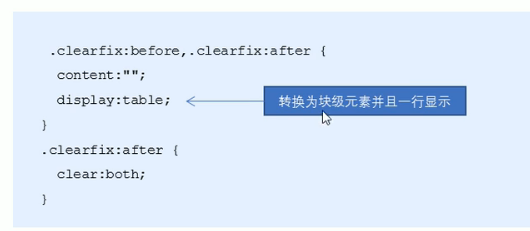 .clearfix:before,.clearfix:after {
content:"";
display:table;
转换为块级元素并且一行显示
}
.clearfix:after {
clear:both;
}